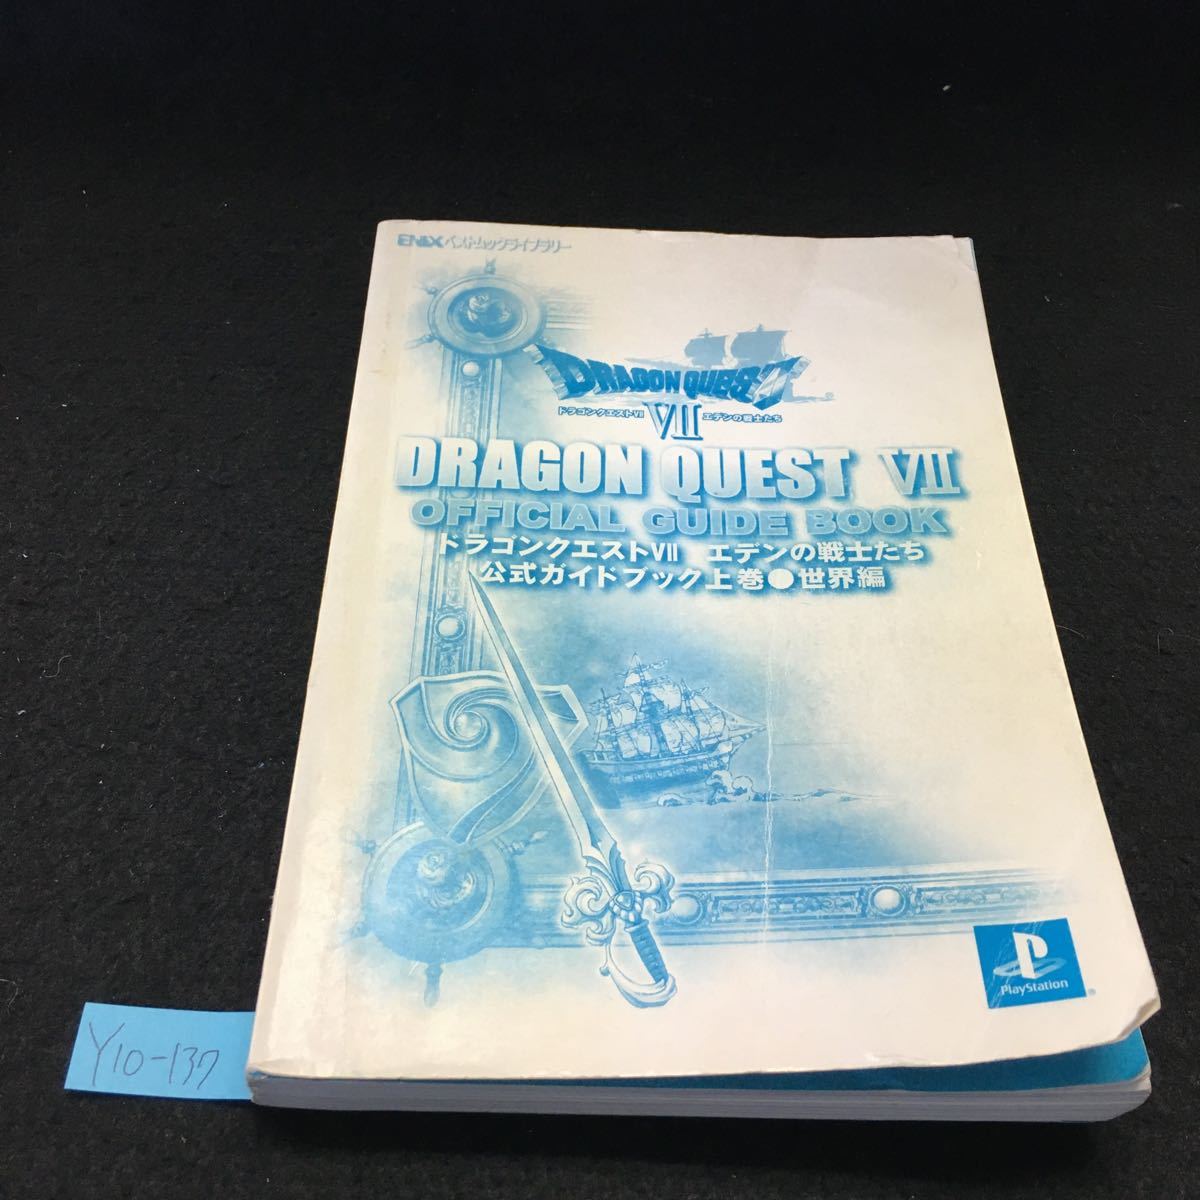 ENIXベストムックライブラリー
DRAGON QUEST
ドラゴンクエストVII VII エデンの戦士たち
DRAGON QUEST VII
OFFICIAL GUIDE BOOK
ドラゴンクエストVII エデンの戦士たち
公式ガイドブック上巻●世界編
PlayStation
Y10-137